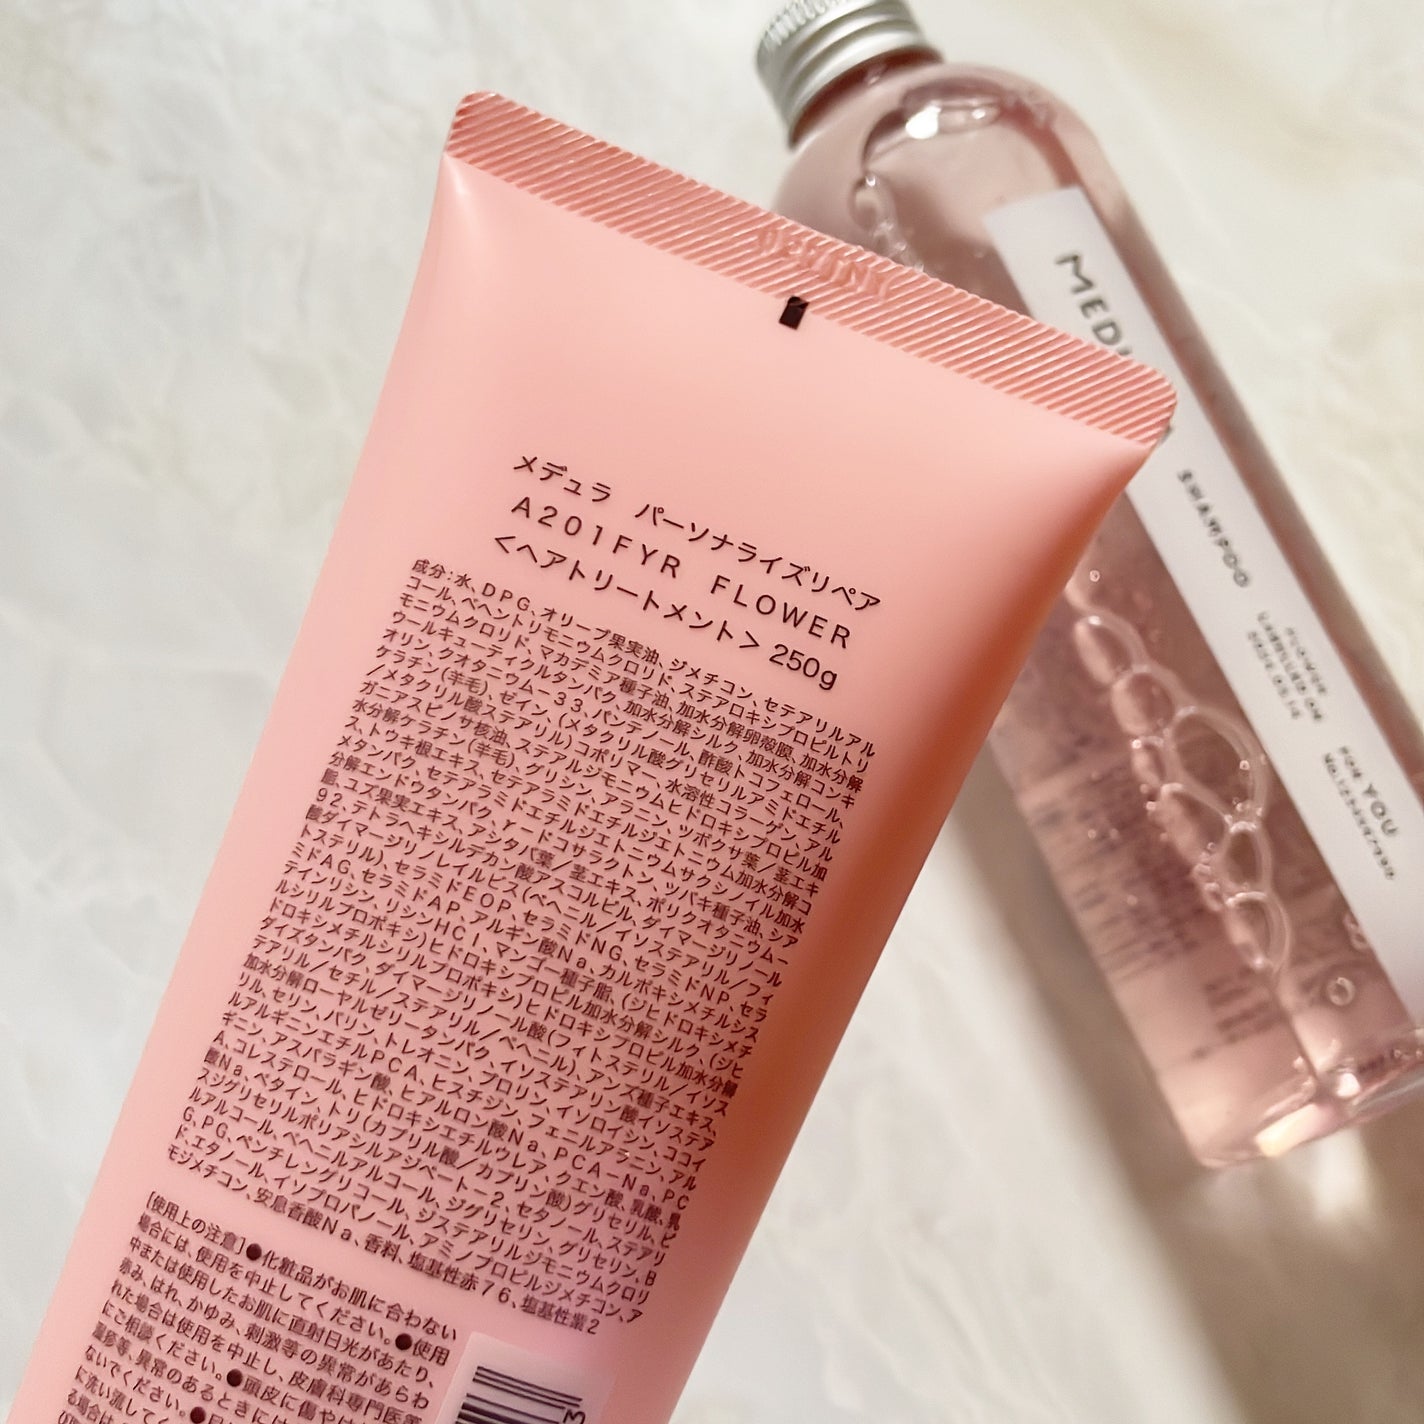 メデュラ パーソナライズリペア
A201FYR FLOWER
<ヘアトリートメント> 250g
成分:水、DPG、オリーブ果実油、ジメチコン、セテアリルアル
コール、ベヘントリモニウムクロリド、ステアロキシプロピルトリ
モニウムクロリド、マカデミア種子油、加水分解卵殻膜、加水分解
ウールキューティクルタンパク、加水分解シルク、加水分解コンキ
オリン、クオタニウム-33、パンテノール、酢酸トコフェロール、
ケラチン(羊毛)、ゼイン、(メタクリル酸グリセリルアミドエチル
/メタクリル酸ステアリル)コポリマー、水溶性コラーゲン、アル
ガニアスピノサ核油、ステアルジモニウムヒドロキシプロピル加
水分解ケラチン(羊毛)、グリシン、アラニン、ツボクサ葉/茎エキ
ス、トウキ根エキス、セテアラミドエチルジエトニウム加水分解コ
メタンパク、セテアラミドエチルジエトニウムサクシノイル加水
分解エンドウタンパク、γ-ドコサラクトン、ツバキ種子油、シア
脂、ユズ果実エキス、アシタバ葉/茎エキス、ポリクオタニウム-
92、テトラヘキシルデカン酸アスコルビル、ダイマージリノール
酸ダイマージリノレイルビス(ベヘニル/イソステアリル/フィ
トステリル)、セラミドEOP、セラミドNG、セラミドNP、セラ
ミドAG、セラミドAP、アルギン酸Na、カルボキシメチルシス
テインリシン、リシンHCl、マンゴー種子脂、(ジヒドロキシメチ
ルシリルプロポキシ)ヒドロキシプロピル加水分解シルク、(ジヒ
ドロキシメチルシリルプロポキシ)ヒドロキシプロピル加水分解
ダイズタンパク、ダイマージリノール酸(フィトステリル/イソス
テアリル/セチル/ステアリル/ベヘニル)、アンズ種子エキス、
加水分解ローヤルゼリータンパク、イソステアリン酸イソステア
リル、セリン、バリン、トレオニン、プロリン、イソロイシン、ココイ
ルアルギニンエチルPCA、ヒスチジン、フェニルアラニン、アル
ギニン、アスパラギン酸、ヒアルロン酸Na、PCA-Na、PC
A、コレステロール、ヒドロキシエチルウレア、クエン酸、乳酸、乳
酸Na、ベタイン、トリ(カプリル酸/カプリン酸)グリセリル、ビ
スジグリセリルポリアシルアジペート-2、セタノール、ステアリ
ルアルコール、ベヘニルアルコール、ジグリセリン、グリセリン、B
G、PG、ペンチレングリコール、ジステアリルジモニウムクロリ
ド、エタノール、イソプロパノール、アミノプロピルジメチコン、ア
モジメチコン、安息香酸Na、香料、塩基性赤76、塩基性紫2
[使用上の注意]●化粧品がお肌に合わない
場合には、使用を中止してください。●使用
中または使用したお肌に直射日光があたり、
赤み、はれ、かゆみ、刺激等の異常があらわ
れた場合は使用を中止し、皮膚科専門医等
にご相談ください。●頭皮に傷やは
湿疹等、異常のあるときには
ないでください。
に洗い流してく
る場合は
MEDU
SHAMPOO
FLOWER
FOR YOU